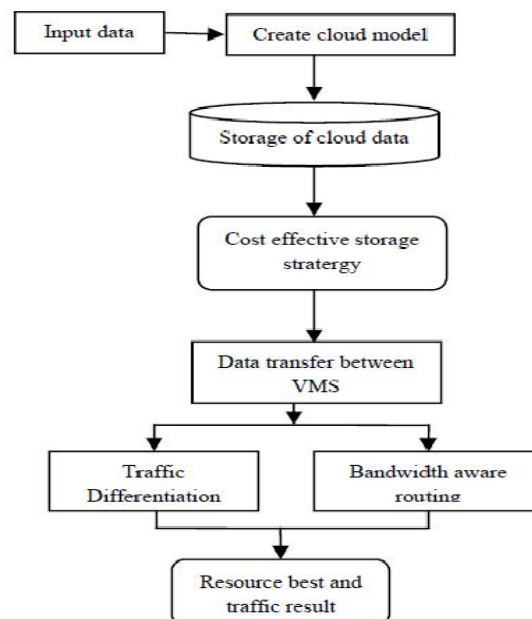 Input data
Create cloud model
Storage of cloud data
Cost effective storage
stratergy
Data transfer between
VMS
Traffic
Differentiation
Bandwidth aware
routing
Resource best and
traffic result